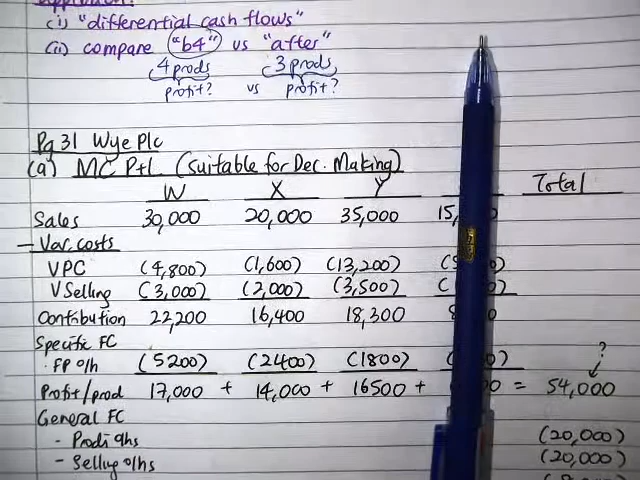 (i) "differential cash flows"
(ii) compare "b4" vs "after"
4 prods 3 prods
profit? vs profit?
Pg 31 Wye Plc
(a) MC P+L (Suitable for Dec. Making)
W X Y Total
Sales 30,000 20,000 35,000 15,
- Var. costs
VPC (4,800) (1,600) (13,200)
V Selling (3,000) (2,000) (3,500)
Contribution 22,200 16,400 18,300
Specific FC
- FP o/h (5200) (2400) (1800) ?
Profit/prod 17,000 + 14,000 + 16500 + = 54,000
General FC
- Prodn o/hs (20,000)
- Selling o/hs (20,000)